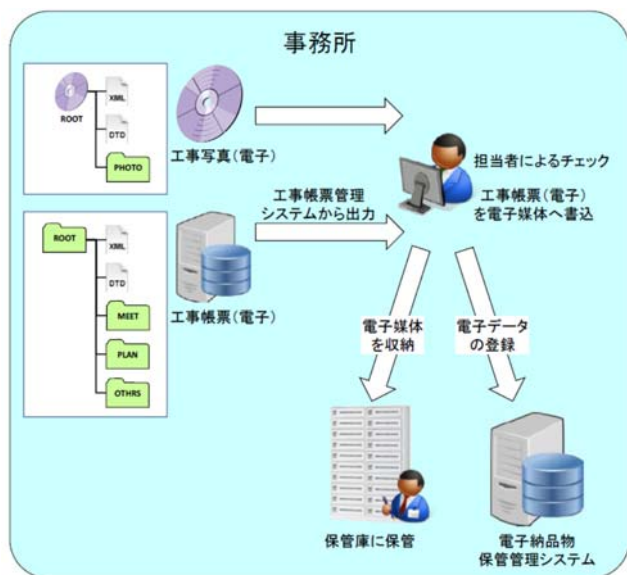 事務所
ROOT
XML
DTD
PHOTO
工事写真(電子)
担当者によるチェック
工事帳票管理
システムから出力
工事帳票(電子)
を電子媒体へ書込
ROOT
XML
DTD
MEET
PLAN
OTHRS
工事帳票(電子)
電子媒体
を収納
電子データ
の登録
保管庫に保管
電子納品物
保管管理システム